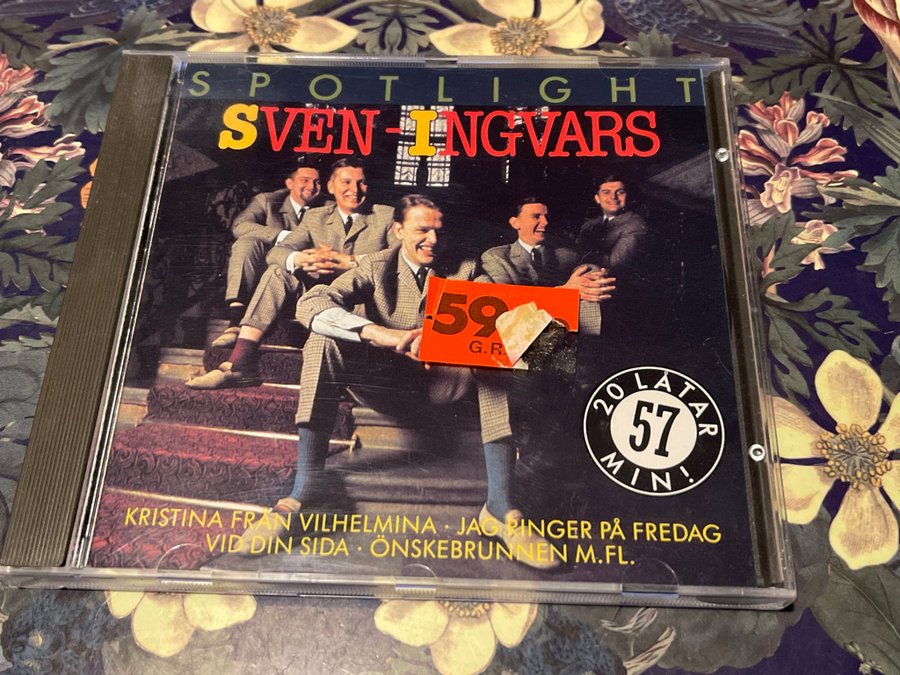 SPOTLIGHT
SVEN-INGVARS
59
G.R.
20 LÅTAR
57
MIN!
KRISTINA FRÅN VILHELMINA · JAG RINGER PÅ FREDAG
VID DIN SIDA · ÖNSKEBRUNNEN M.FL.